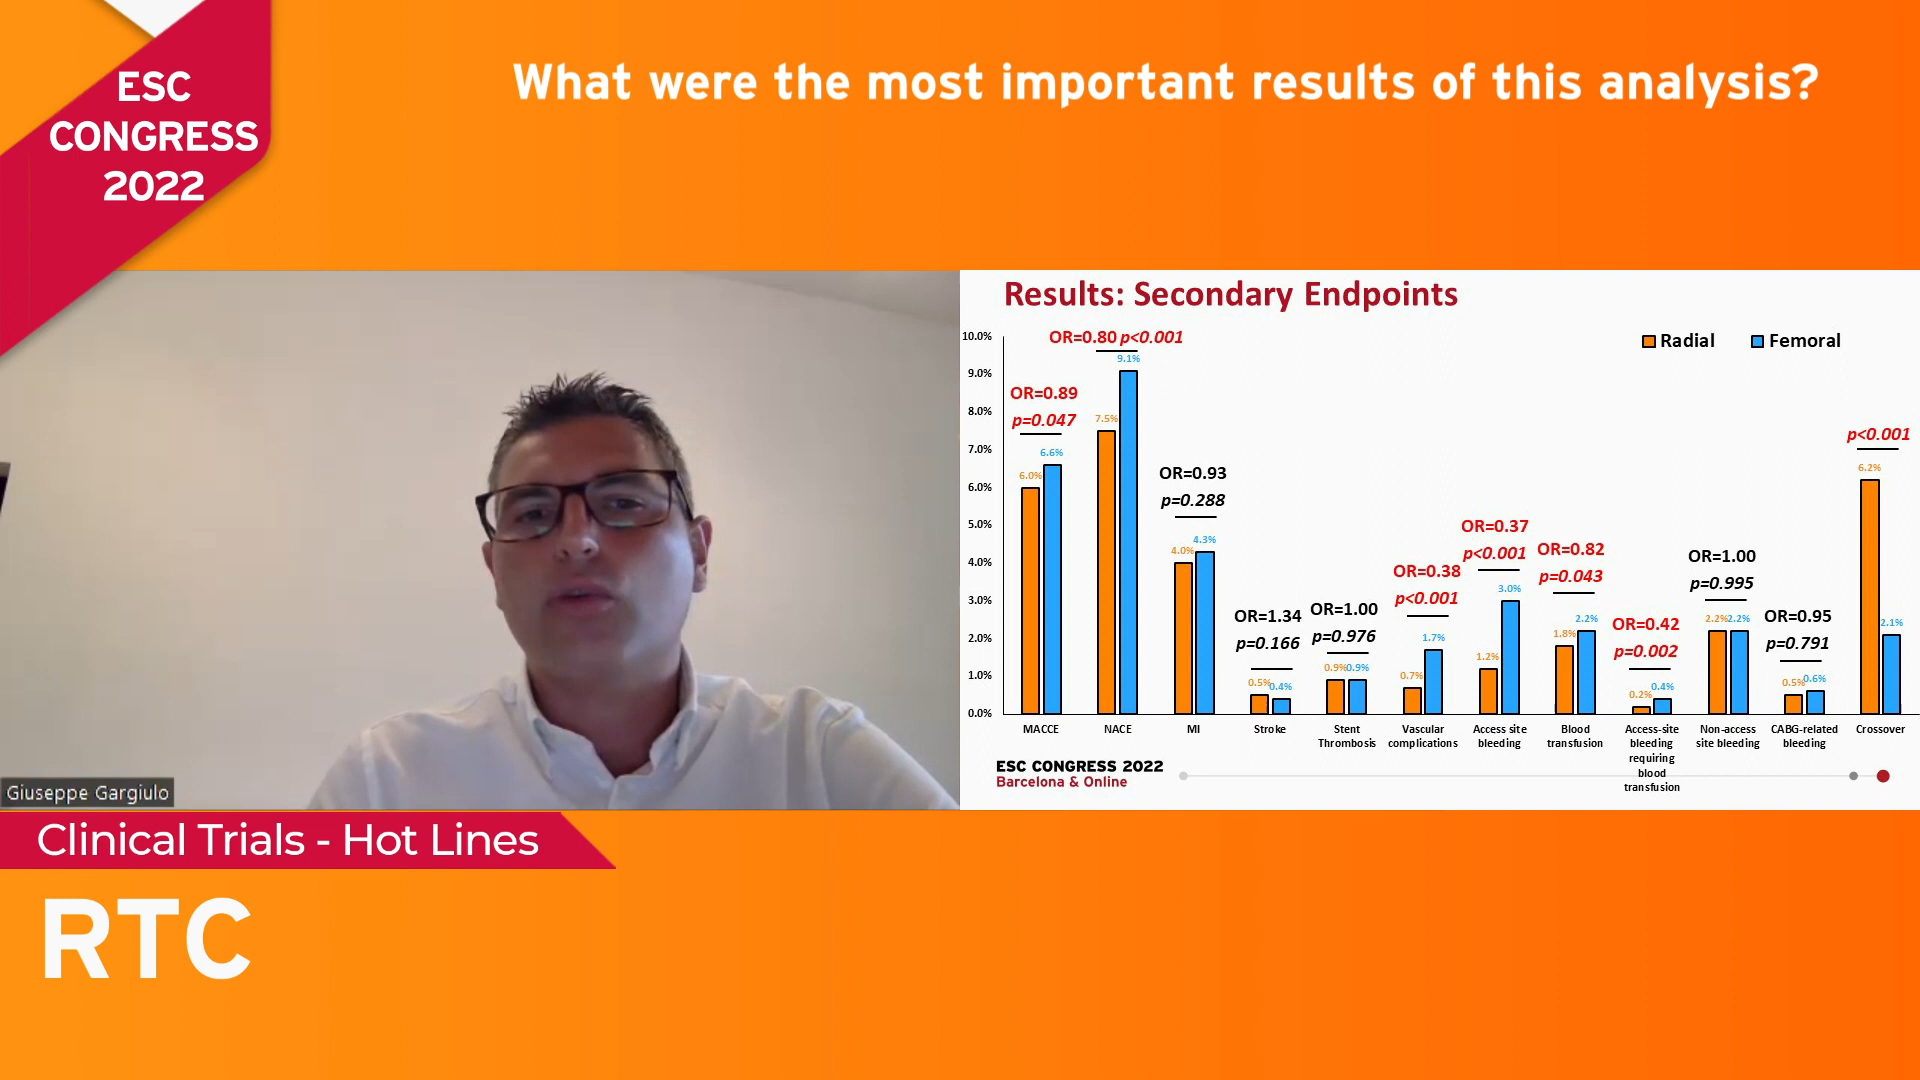 ESC
CONGRESS
2022
What were the most important results of this analysis?
Giuseppe Gargiulo
Results: Secondary Endpoints
Radial
Femoral
10.0%
9.0%
8.0%
7.0%
6.0%
5.0%
4.0%
3.0%
2.0%
1.0%
0.0%
OR=0.89
p=0.047
6.0%
6.6%
MACCE
OR=0.80 p<0.001
7.5%
9.1%
NACE
OR=0.93
p=0.288
4.0%
4.3%
MI
OR=1.34
p=0.166
0.5%
0.4%
Stroke
OR=1.00
p=0.976
0.9%
0.9%
Stent
Thrombosis
OR=0.38
p<0.001
0.7%
1.7%
Vascular
complications
OR=0.37
p<0.001
1.2%
3.0%
Access site
bleeding
OR=0.82
p=0.043
1.8%
2.2%
Blood
transfusion
OR=0.42
p=0.002
0.2%
0.4%
Access-site
bleeding
requiring
blood
transfusion
OR=1.00
p=0.995
2.2%
2.2%
Non-access
site bleeding
OR=0.95
p=0.791
0.5%
0.6%
CABG-related
bleeding
p<0.001
6.2%
2.1%
Crossover
ESC CONGRESS 2022
Barcelona & Online
Clinical Trials - Hot Lines
RTC